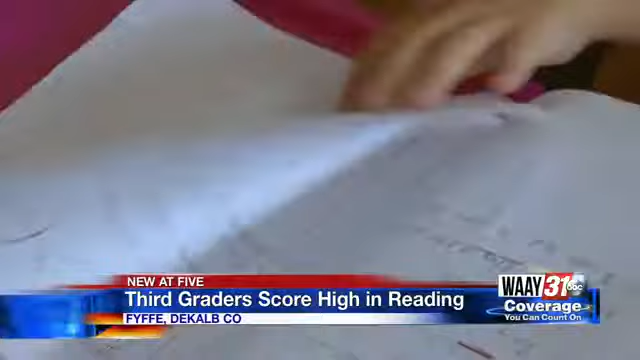 NEW AT FIVE
Third Graders Score High in Reading
FYFFE, DEKALB CO
WAAY 31 abc
Coverage
You Can Count On